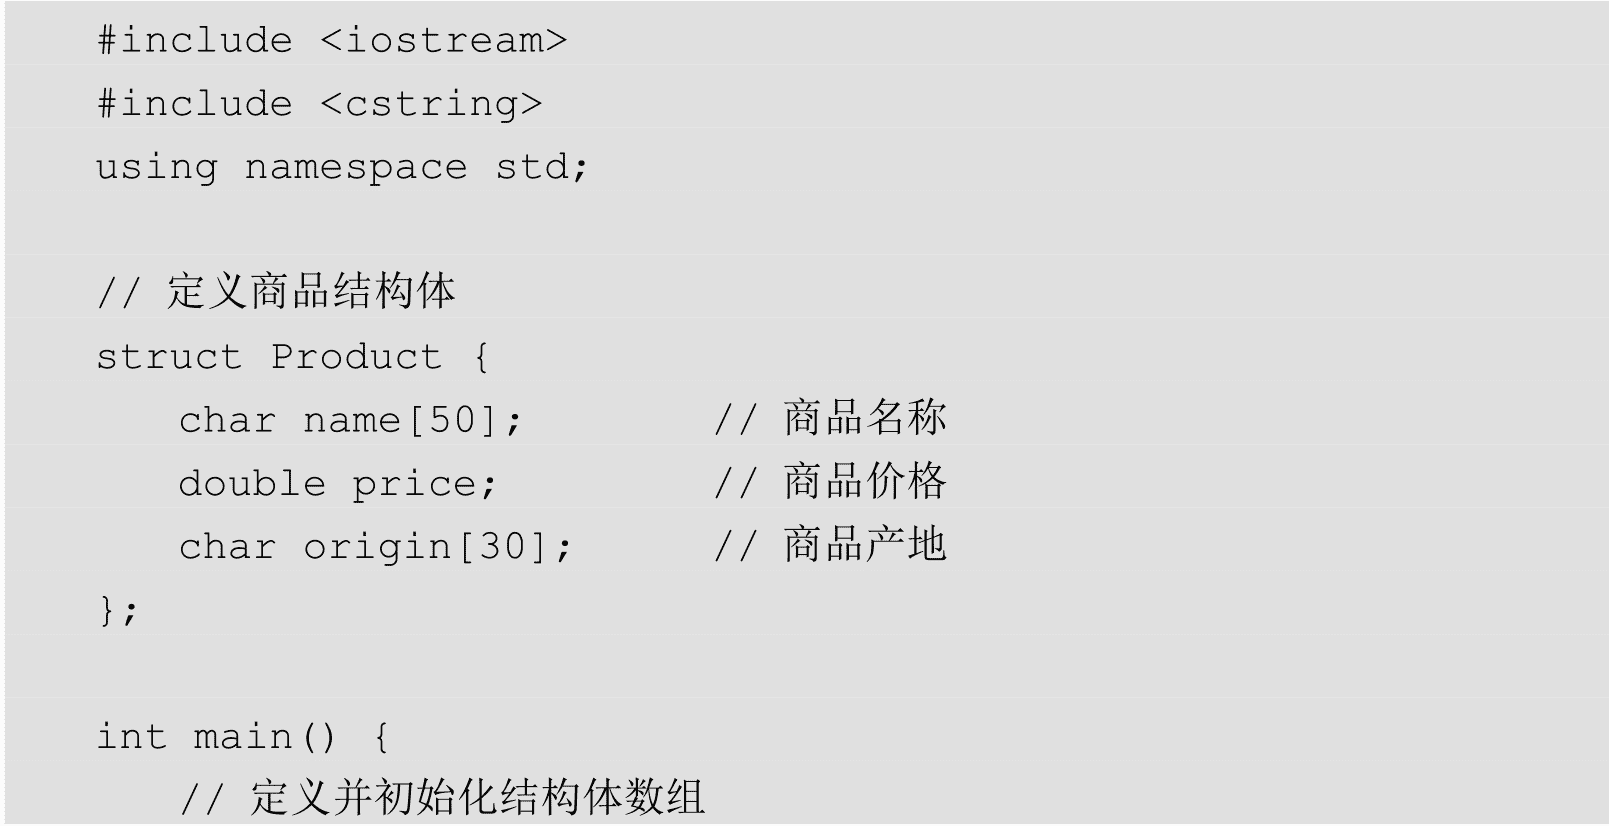 #include <iostream>
#include <cstring>
using namespace std;
// 定义商品结构体
struct Product {
char name[50]; // 商品名称
double price; // 商品价格
char origin[30]; // 商品产地
};
int main() {
// 定义并初始化结构体数组